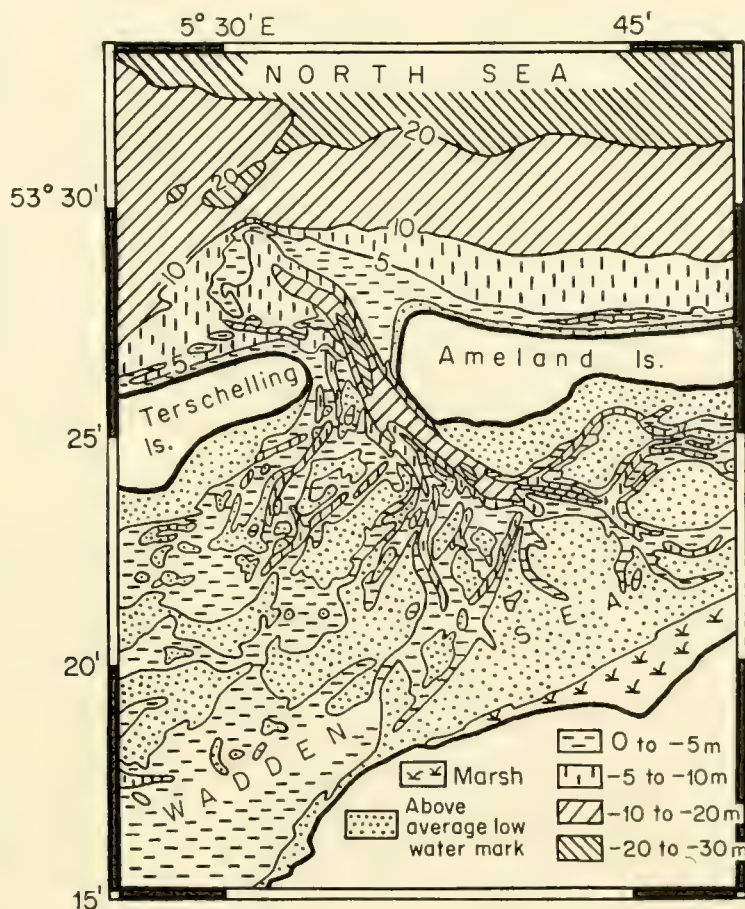 5° 30' E
45'
NORTH SEA
20
20
53° 30'
10
10
5
5
Ameland Is.
Terschelling
Is.
25'
SEA
20'
WADDEN
0 to -5m
Marsh
-5 to -10m
Above
average low
water mark
-10 to -20m
-20 to -30m
15'